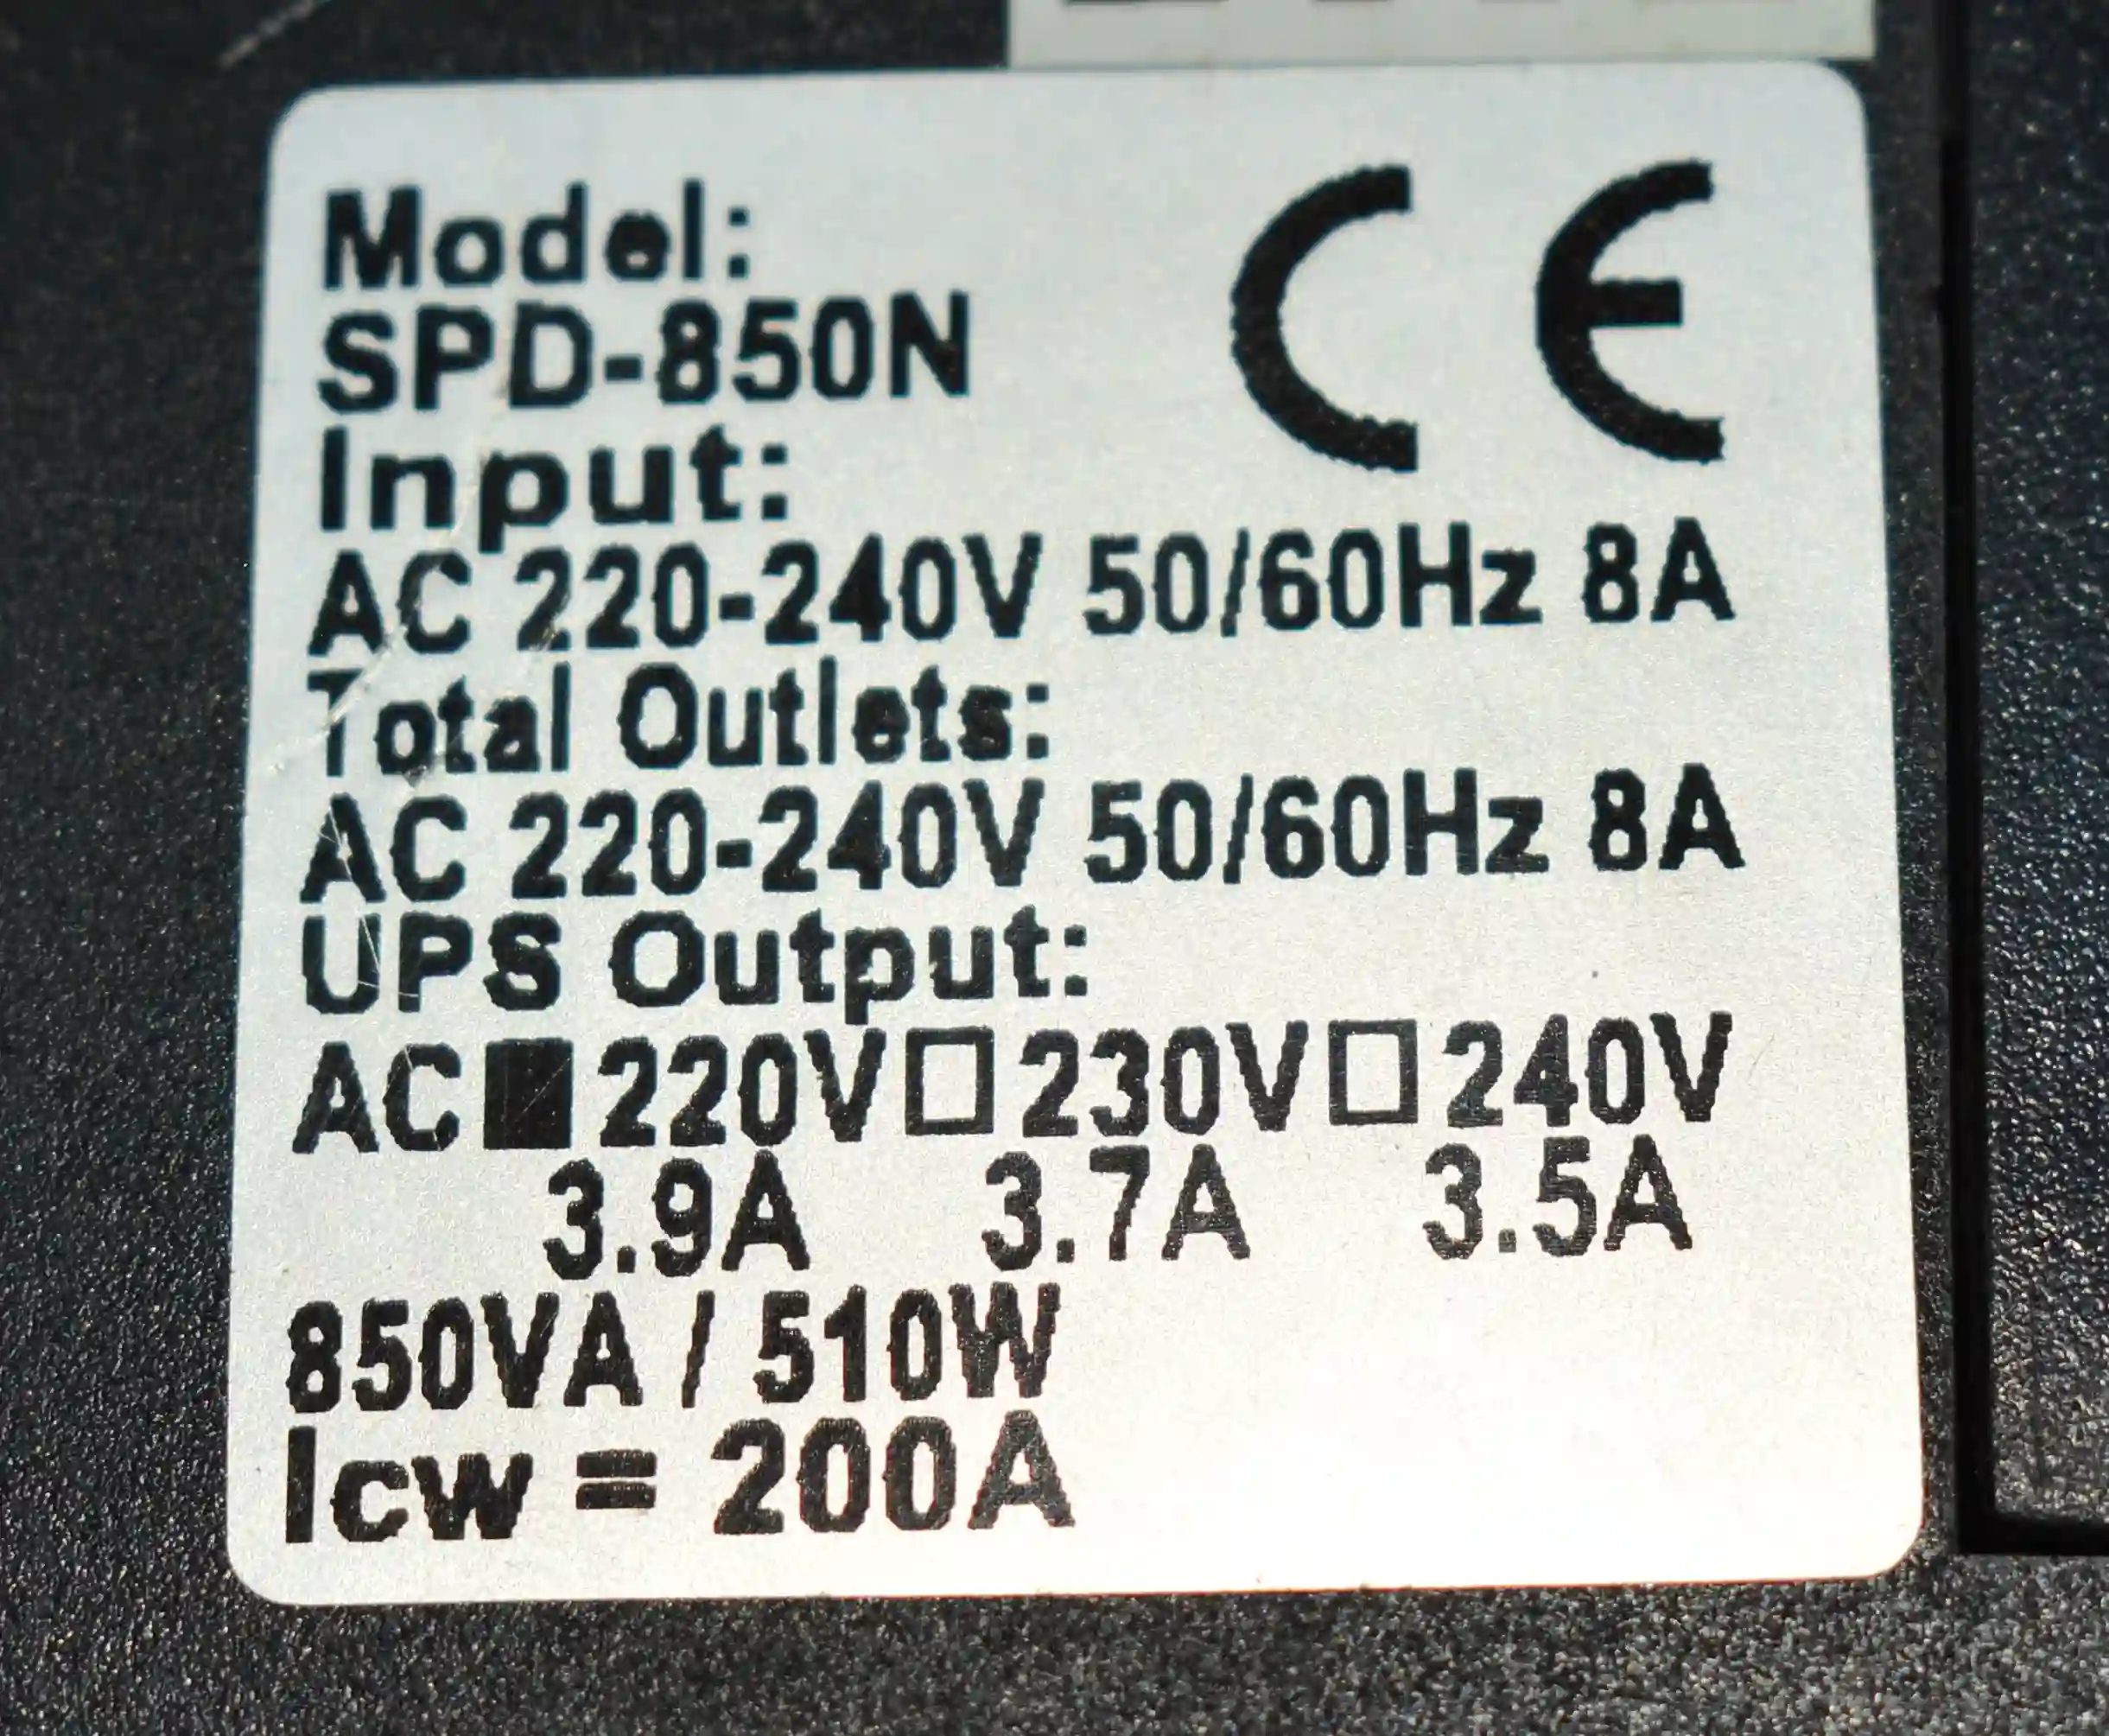 Model:
SPD-850N
CE
Input:
AC 220-240V 50/60Hz 8A
Total Outlets:
AC 220-240V 50/60Hz 8A
UPS Output:
AC ■ 220V □ 230V □ 240V
3.9A 3.7A 3.5A
850VA / 510W
Icw = 200A